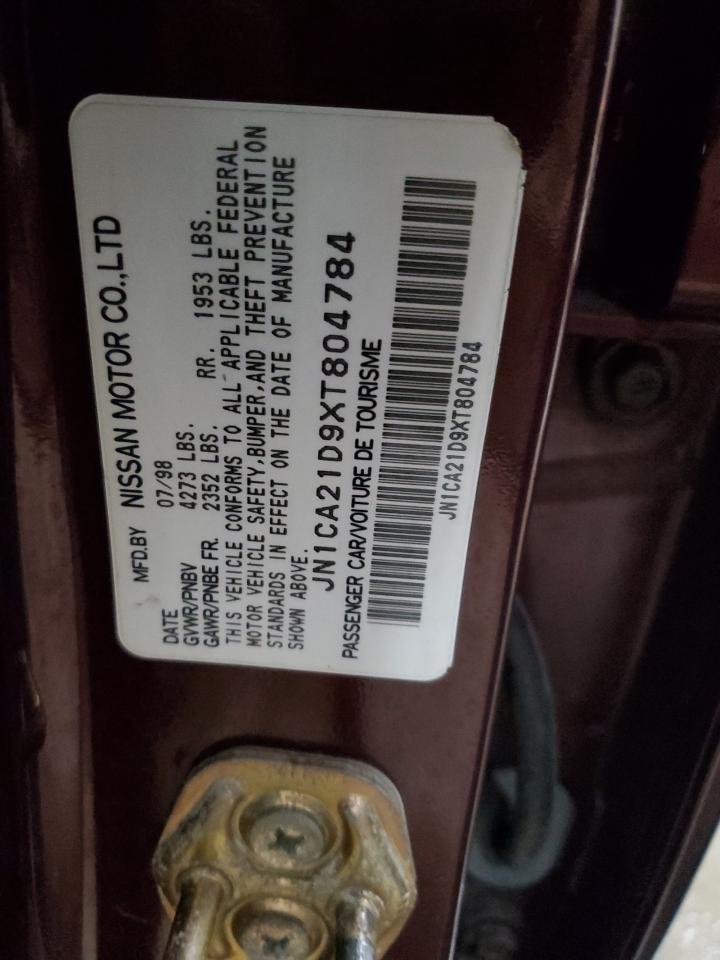 MFD.BY NISSAN MOTOR CO.,LTD
DATE 07/98
GVWR/PNBV 4273 LBS.
GAWR/PNBE FR. 2352 LBS. RR. 1953 LBS.
THIS VEHICLE CONFORMS TO ALL APPLICABLE FEDERAL
MOTOR VEHICLE SAFETY,BUMPER,AND THEFT PREVENTION
STANDARDS IN EFFECT ON THE DATE OF MANUFACTURE
SHOWN ABOVE.
JN1CA21D9XT804784
PASSENGER CAR/VOITURE DE TOURISME
JN1CA21D9XT804784